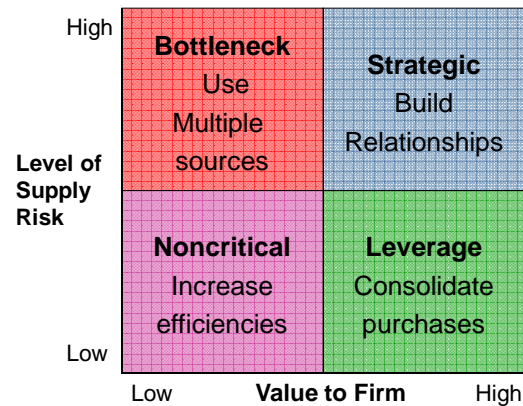 High
Bottleneck
Use
Multiple
sources
Strategic
Build
Relationships
Level of
Supply
Risk
Noncritical
Increase
efficiencies
Leverage
Consolidate
purchases
Low
Low
Value to Firm
High